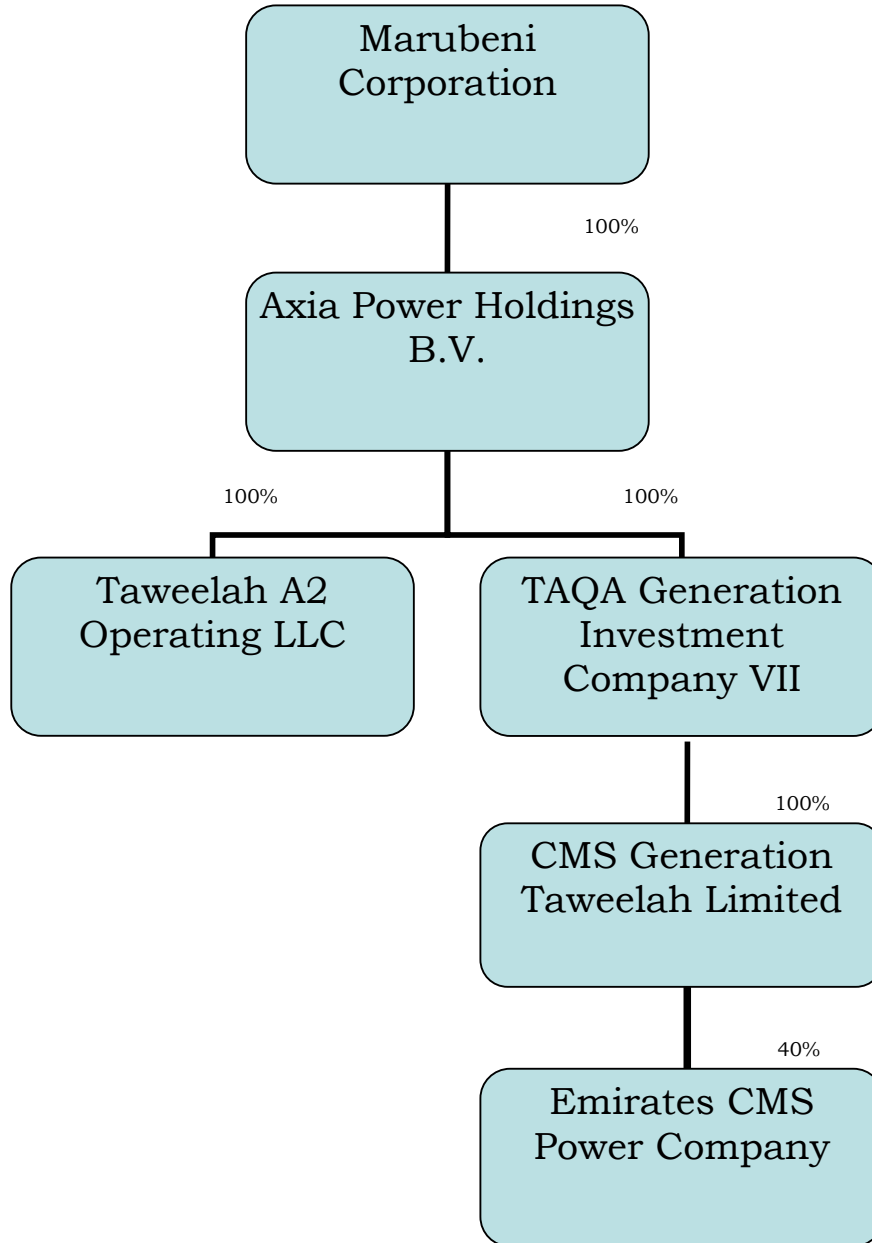 Marubeni
Corporation
100%
Axia Power Holdings
B.V.
100%
100%
Taweelah A2
Operating LLC
TAQA Generation
Investment
Company VII
100%
CMS Generation
Taweelah Limited
40%
Emirates CMS
Power Company